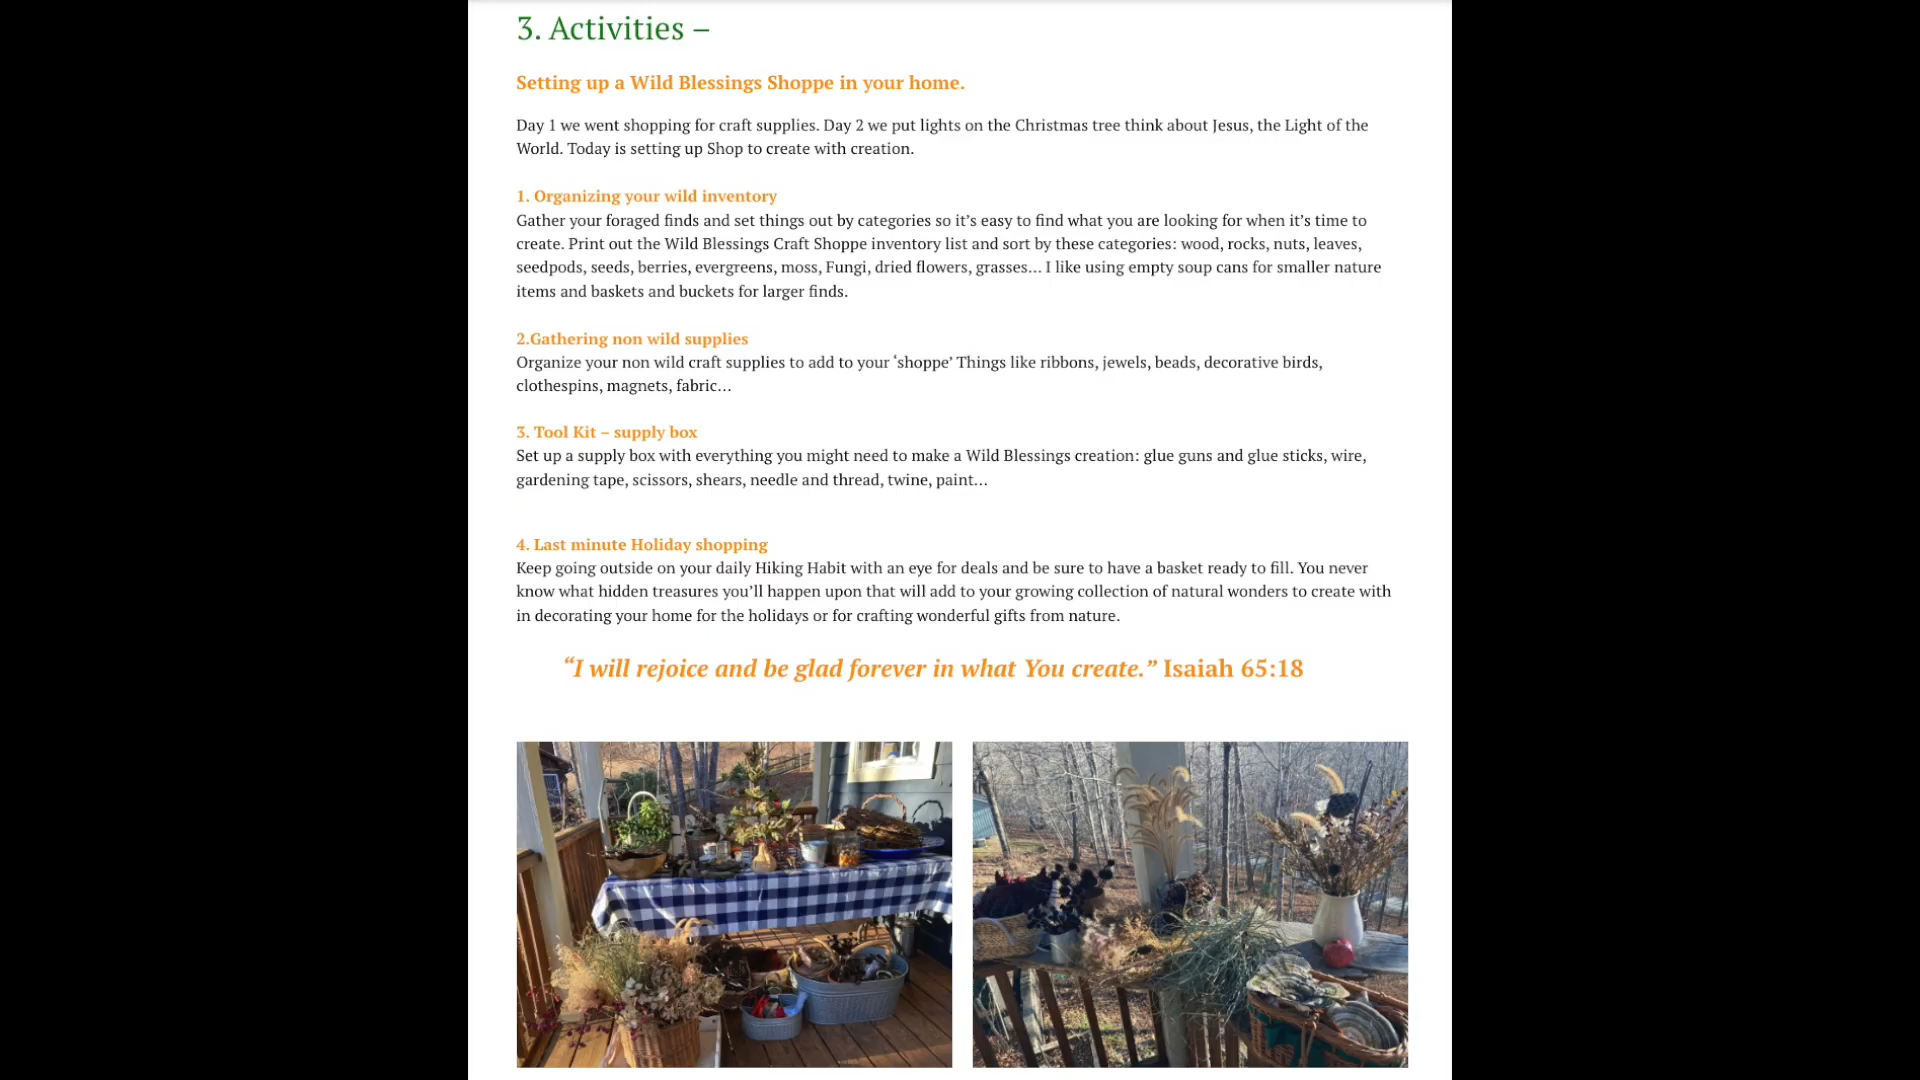 3. Activities –
Setting up a Wild Blessings Shoppe in your home.
Day 1 we went shopping for craft supplies. Day 2 we put lights on the Christmas tree think about Jesus, the Light of the
World. Today is setting up Shop to create with creation.
1. Organizing your wild inventory
Gather your foraged finds and set things out by categories so it’s easy to find what you are looking for when it’s time to
create. Print out the Wild Blessings Craft Shoppe inventory list and sort by these categories: wood, rocks, nuts, leaves,
seedpods, seeds, berries, evergreens, moss, Fungi, dried flowers, grasses… I like using empty soup cans for smaller nature
items and baskets and buckets for larger finds.
2.Gathering non wild supplies
Organize your non wild craft supplies to add to your ‘shoppe’ Things like ribbons, jewels, beads, decorative birds,
clothespins, magnets, fabric…
3. Tool Kit – supply box
Set up a supply box with everything you might need to make a Wild Blessings creation: glue guns and glue sticks, wire,
gardening tape, scissors, shears, needle and thread, twine, paint…
4. Last minute Holiday shopping
Keep going outside on your daily Hiking Habit with an eye for deals and be sure to have a basket ready to fill. You never
know what hidden treasures you’ll happen upon that will add to your growing collection of natural wonders to create with
in decorating your home for the holidays or for crafting wonderful gifts from nature.
“I will rejoice and be glad forever in what You create.” Isaiah 65:18